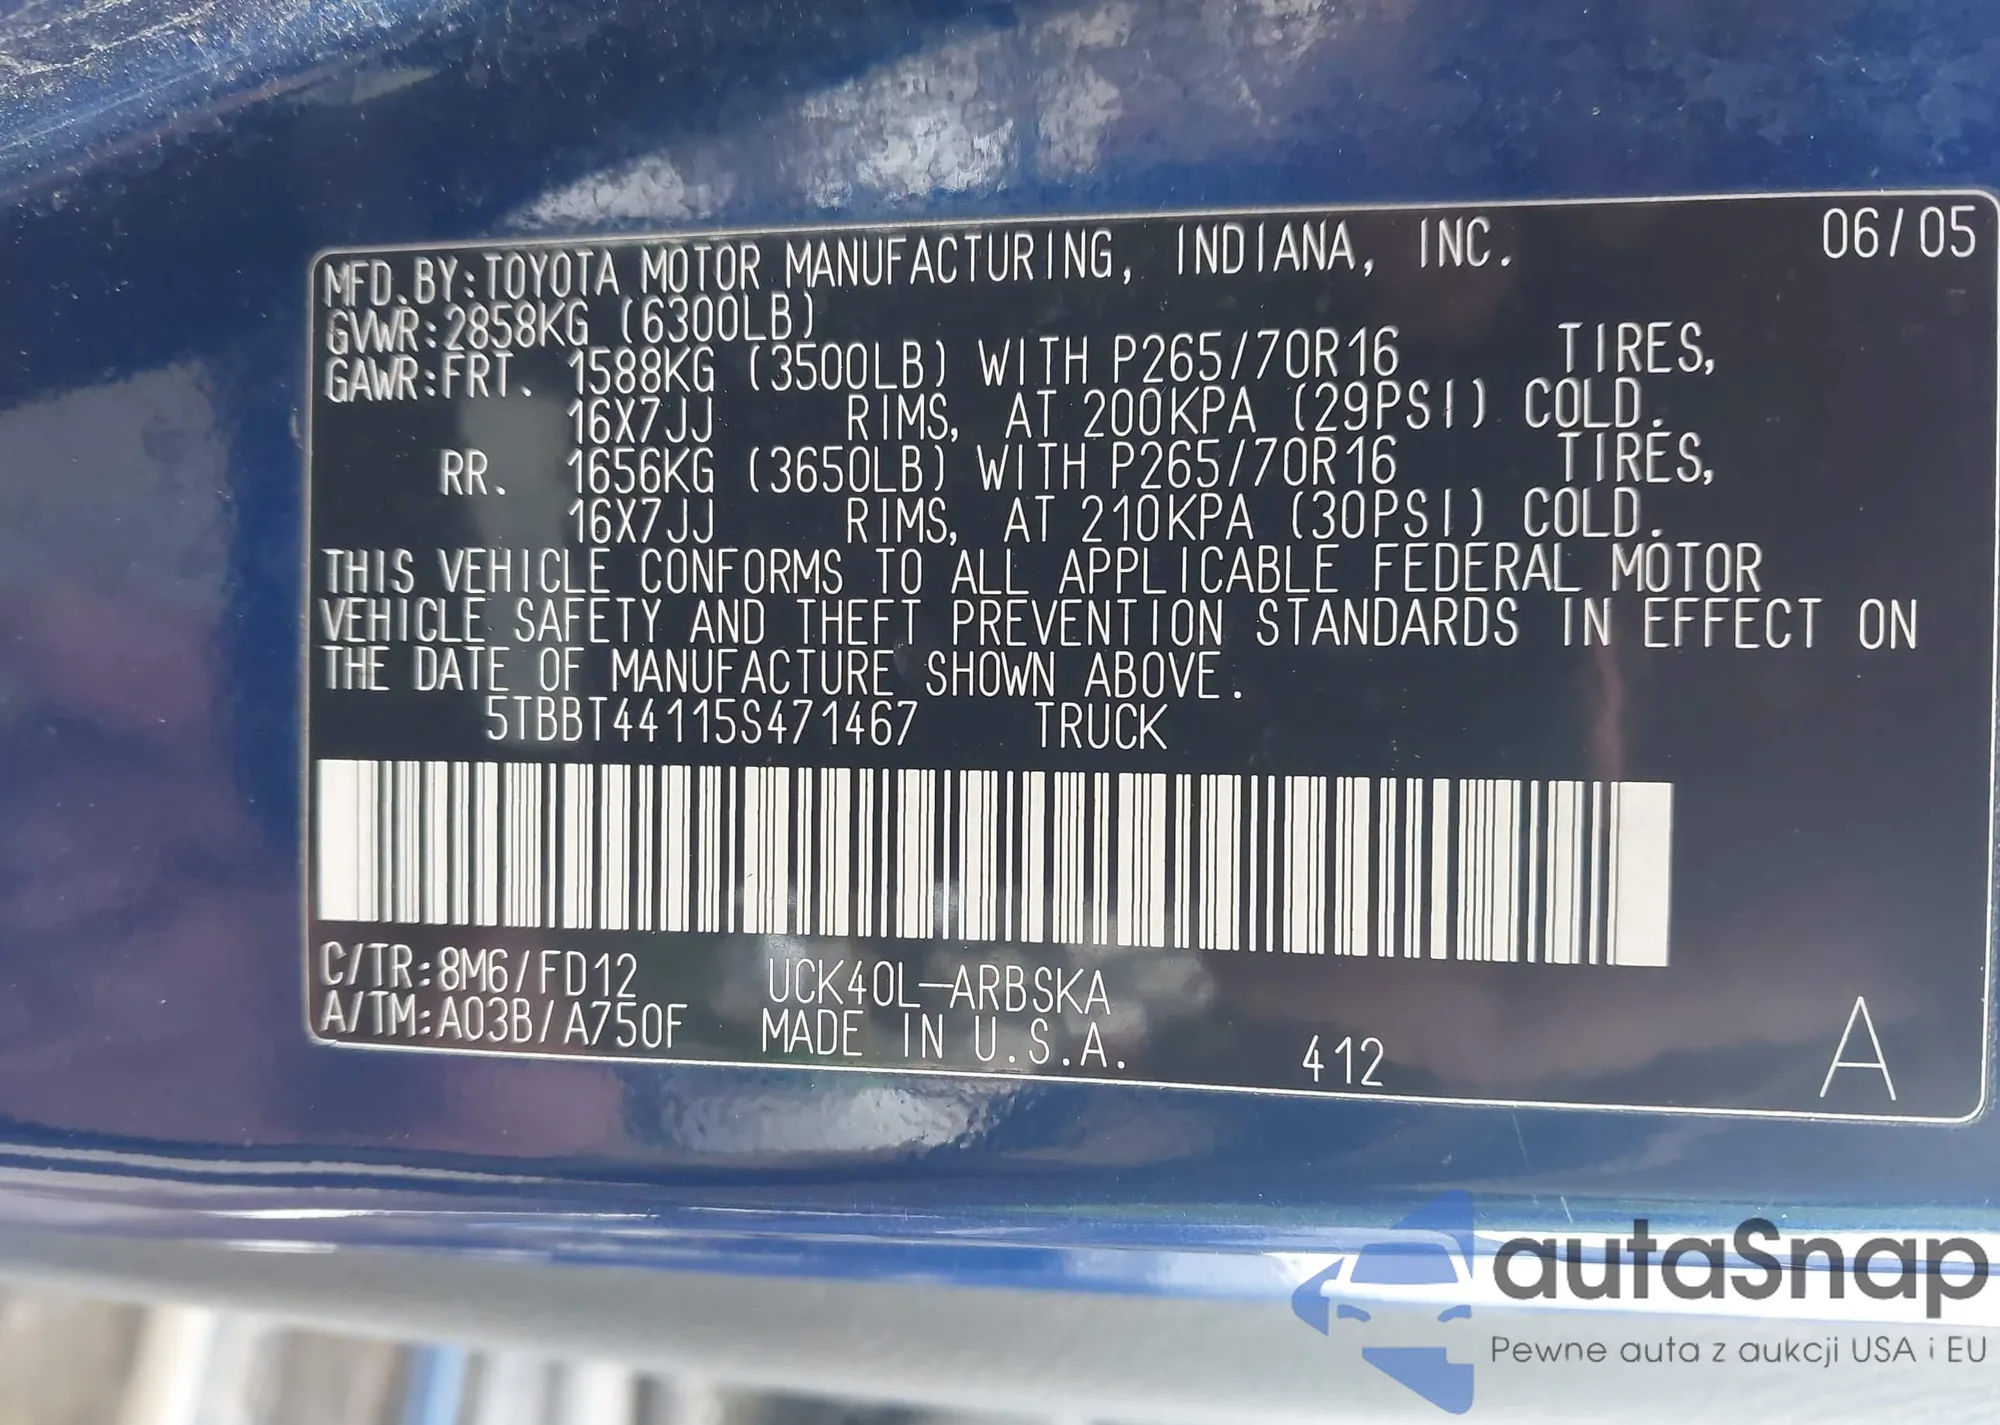 MFD.BY:TOYOTA MOTOR MANUFACTURING, INDIANA, INC. 06/05
GVWR:2858KG (6300LB)
GAWR:FRT. 1588KG (3500LB) WITH P265/70R16 TIRES,
16X7JJ RIMS, AT 200KPA (29PSI) COLD.
RR. 1656KG (3650LB) WITH P265/70R16 TIRES,
16X7JJ RIMS, AT 210KPA (30PSI) COLD.
THIS VEHICLE CONFORMS TO ALL APPLICABLE FEDERAL MOTOR
VEHICLE SAFETY AND THEFT PREVENTION STANDARDS IN EFFECT ON
THE DATE OF MANUFACTURE SHOWN ABOVE.
5TBBT44115S471467 TRUCK
C/TR:8M6/FD12 UCK40L-ARBSKA
A/TM:A03B/A750F MADE IN U.S.A. 412 A
autaSnap
Pewne auta z aukcji USA i EU